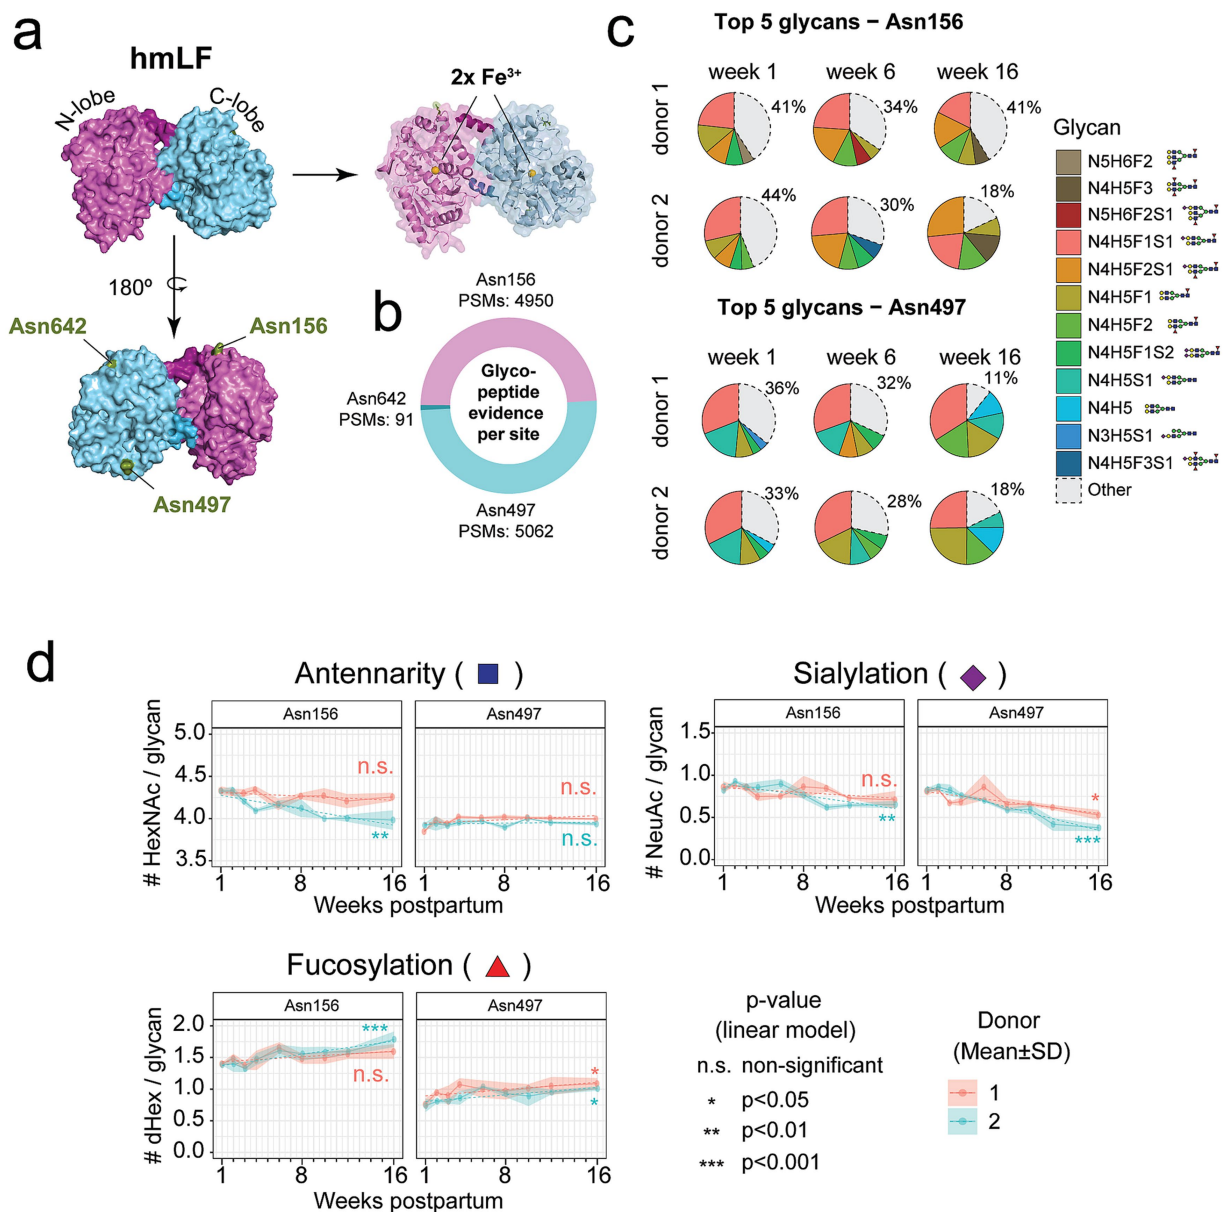 a
hmLF
N-lobe
C-lobe
2x Fe³⁺
180º
Asn642
Asn156
Asn497
b
Asn156
PSMs: 4950
Asn642
PSMs: 91
Glyco-
peptide
evidence
per site
Asn497
PSMs: 5062
c
Top 5 glycans – Asn156
week 1
week 6
week 16
donor 1
41%
34%
41%
donor 2
44%
30%
18%
Top 5 glycans – Asn497
week 1
week 6
week 16
donor 1
36%
32%
11%
donor 2
33%
28%
18%
Glycan
N5H6F2
N4H5F3
N5H6F2S1
N4H5F1S1
N4H5F2S1
N4H5F1
N4H5F2
N4H5F1S2
N4H5S1
N4H5
N3H5S1
N4H5F3S1
Other
d
Antennarity ( )
Asn156
Asn497
# HexNAc / glycan
5.0
4.5
4.0
3.5
n.s.
**
n.s.
n.s.
1
8
16
1
8
16
Weeks postpartum
Sialylation ( )
Asn156
Asn497
# NeuAc / glycan
1.5
1.0
0.5
0.0
n.s.
**
*
***
1
8
16
1
8
16
Weeks postpartum
Fucosylation ( )
Asn156
Asn497
# dHex / glycan
2.0
1.5
1.0
0.5
0.0
***
n.s.
*
*
1
8
16
1
8
16
Weeks postpartum
p-value
(linear model)
n.s. non-significant
* p<0.05
** p<0.01
*** p<0.001
Donor
(Mean±SD)
1
2